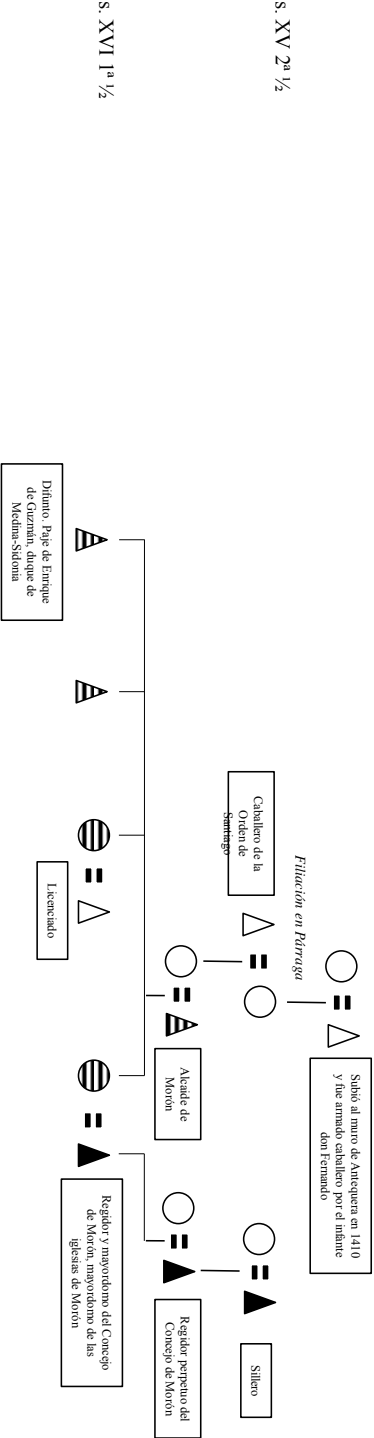 s. XV 2ª ½
s. XVI 1ª ½
Subió al muro de Antequera en 1410
y fue armado caballero por el infante
don Fernando
Filiación en Párraga
Caballero de la
Orden de
Santiago
Sillero
Alcaide de
Morón
Regidor perpetuo del
Concejo de Morón
Difunto. Paje de Enrique
de Guzmán, duque de
Medina-Sidonia
Licenciado
Regidor y mayordomo del Concejo
de Morón, mayordomo de las
iglesias de Morón